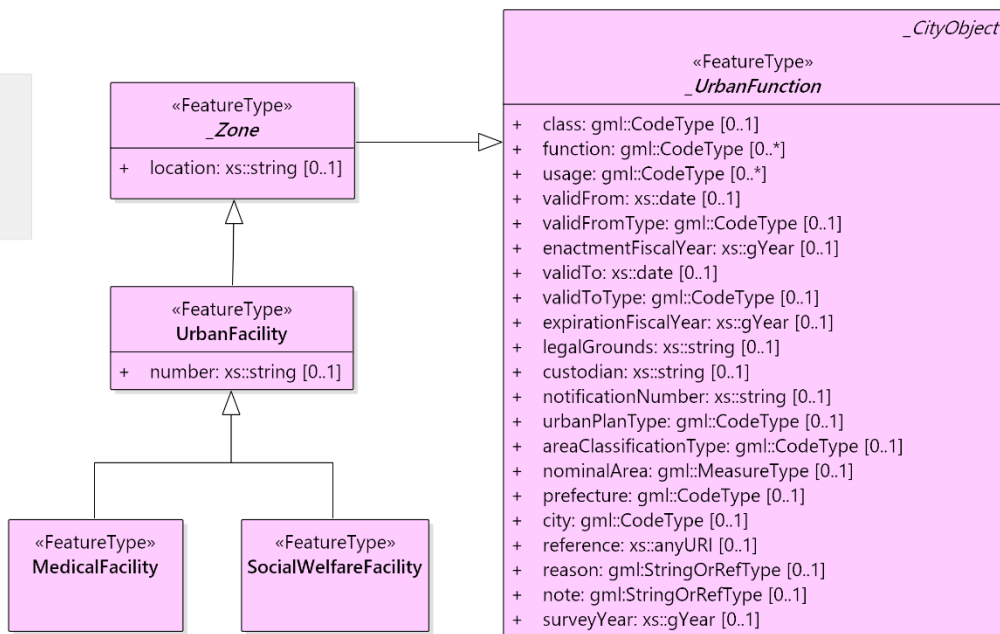 «FeatureType»
_Zone
+ location: xs::string [0..1]
«FeatureType»
UrbanFacility
+ number: xs::string [0..1]
«FeatureType»
MedicalFacility
«FeatureType»
SocialWelfareFacility
_CityObject
«FeatureType»
_UrbanFunction
+ class: gml::CodeType [0..1]
+ function: gml::CodeType [0..*]
+ usage: gml::CodeType [0..*]
+ validFrom: xs::date [0..1]
+ validFromType: gml::CodeType [0..1]
+ enactmentFiscalYear: xs::gYear [0..1]
+ validTo: xs::date [0..1]
+ validToType: gml::CodeType [0..1]
+ expirationFiscalYear: xs::gYear [0..1]
+ legalGrounds: xs::string [0..1]
+ custodian: xs::string [0..1]
+ notificationNumber: xs::string [0..1]
+ urbanPlanType: gml::CodeType [0..1]
+ areaClassificationType: gml::CodeType [0..1]
+ nominalArea: gml::MeasureType [0..1]
+ prefecture: gml::CodeType [0..1]
+ city: gml::CodeType [0..1]
+ reference: xs::anyURI [0..1]
+ reason: gml:StringOrRefType [0..1]
+ note: gml:StringOrRefType [0..1]
+ surveyYear: xs::gYear [0..1]